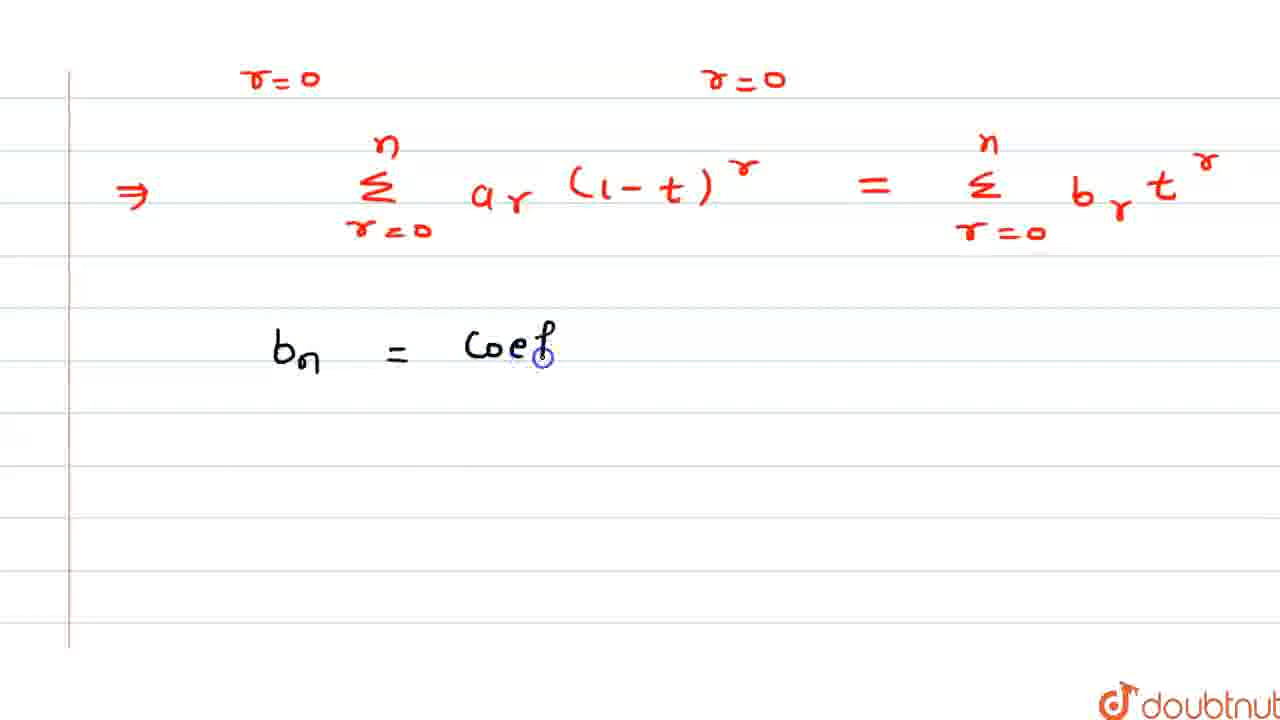 r=0 r=0
⇒ n Σ r=0 a_r (1-t)^r = n Σ r=0 b_r t^r
b_n = Coef
doubtnut